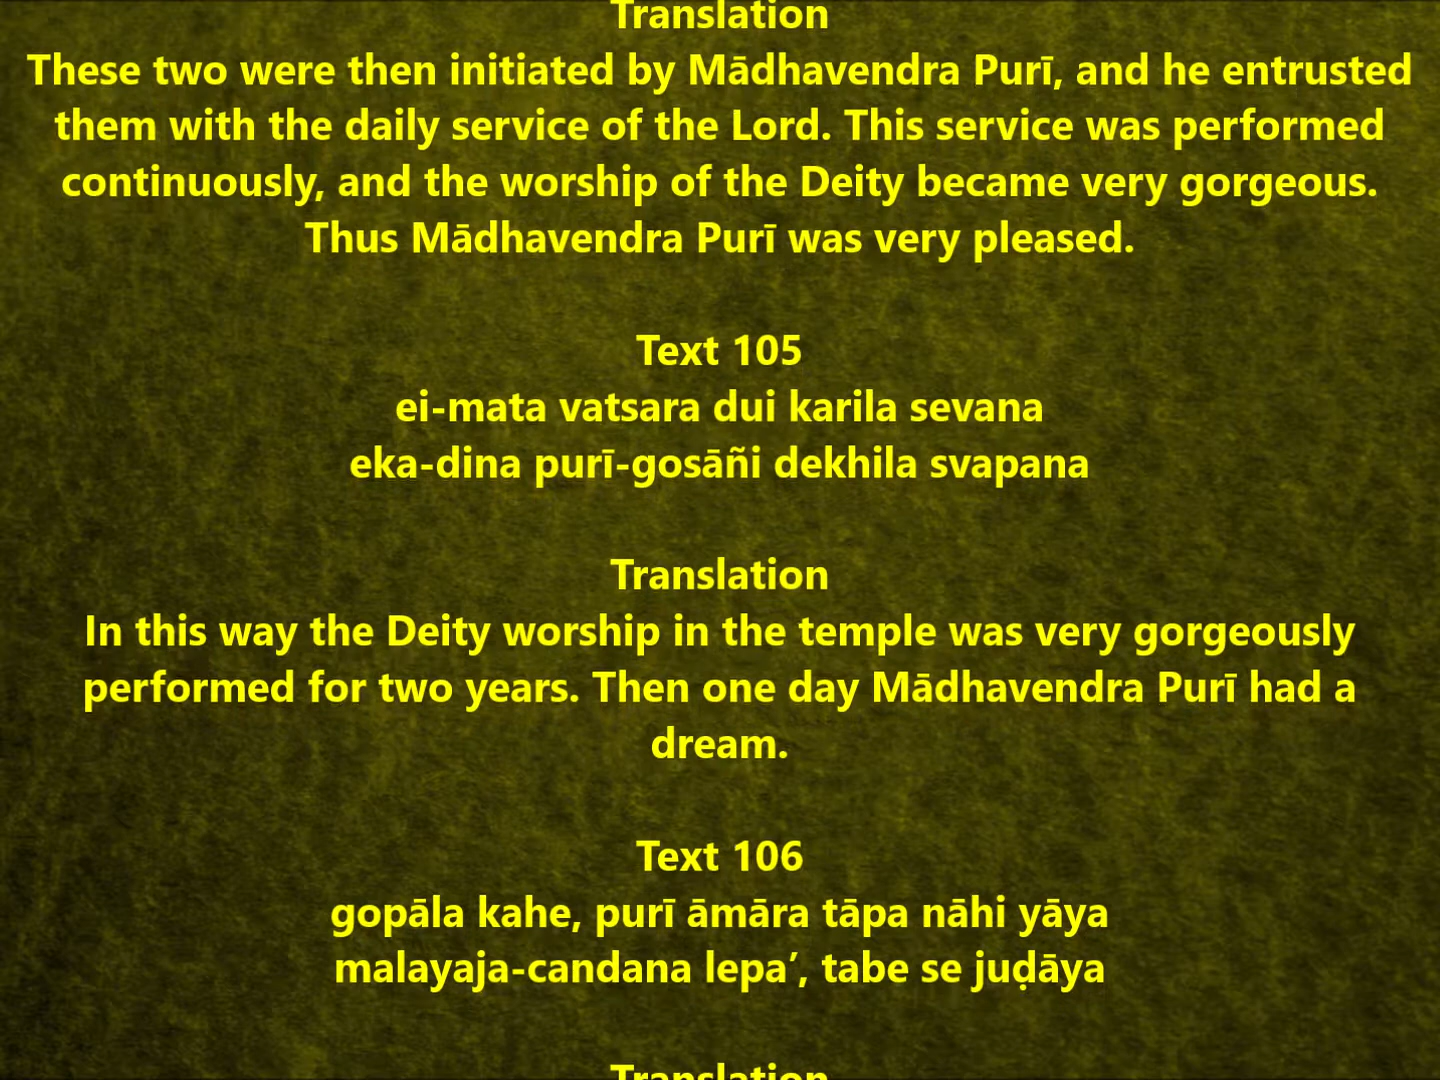 Translation
These two were then initiated by Mādhavendra Purī, and he entrusted
them with the daily service of the Lord. This service was performed
continuously, and the worship of the Deity became very gorgeous.
Thus Mādhavendra Purī was very pleased.
Text 105
ei-mata vatsara dui karila sevana
eka-dina purī-gosāñi dekhila svapana
Translation
In this way the Deity worship in the temple was very gorgeously
performed for two years. Then one day Mādhavendra Purī had a
dream.
Text 106
gopāla kahe, purī āmāra tāpa nāhi yāya
malayaja-candana lepa’, tabe se juḍāya
Translation